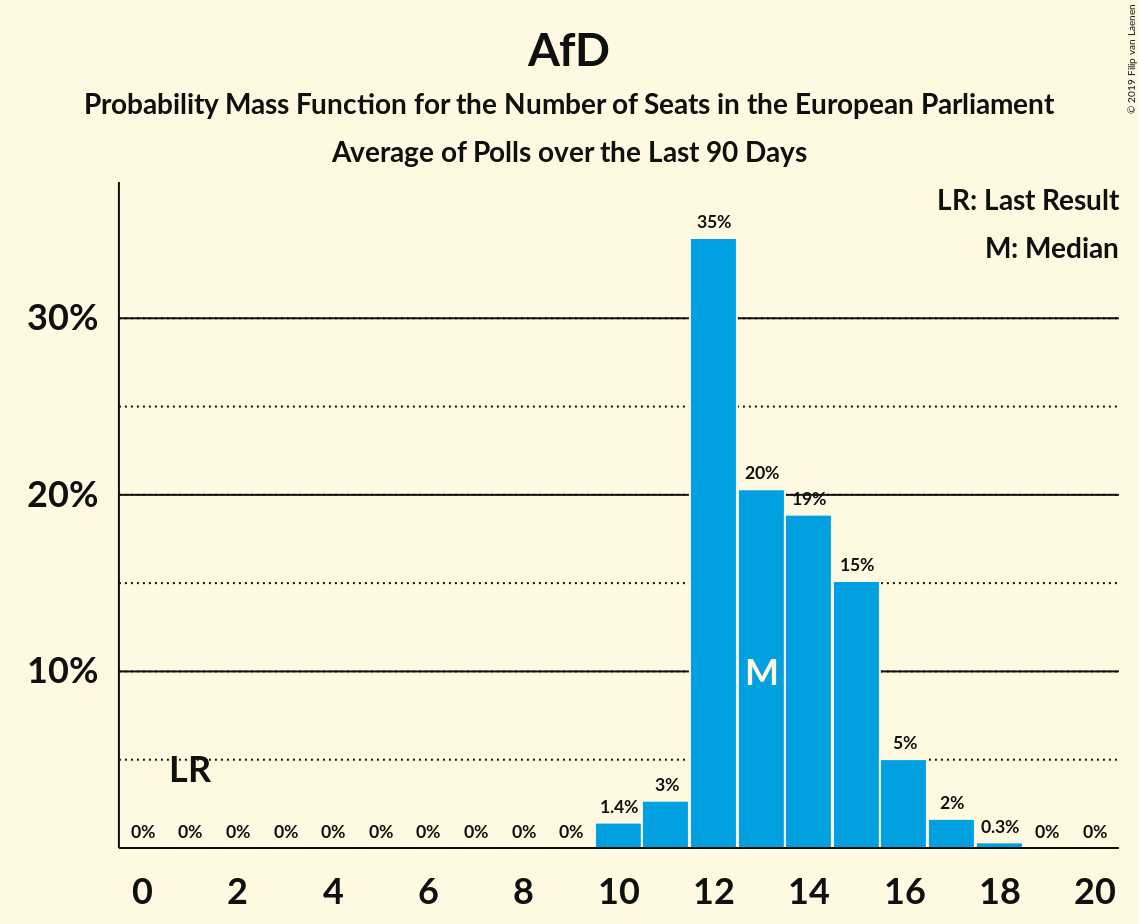 AfD
Probability Mass Function for the Number of Seats in the European Parliament
Average of Polls over the Last 90 Days
© 2019 Filip van Laenen
LR: Last Result
M: Median
35%
30%
20%
20%
19%
15%
10%
M
5%
LR
3%
1.4%
2%
0.3%
0% 0% 0% 0% 0% 0% 0% 0% 0% 0% 0% 0%
0 2 4 6 8 10 12 14 16 18 20